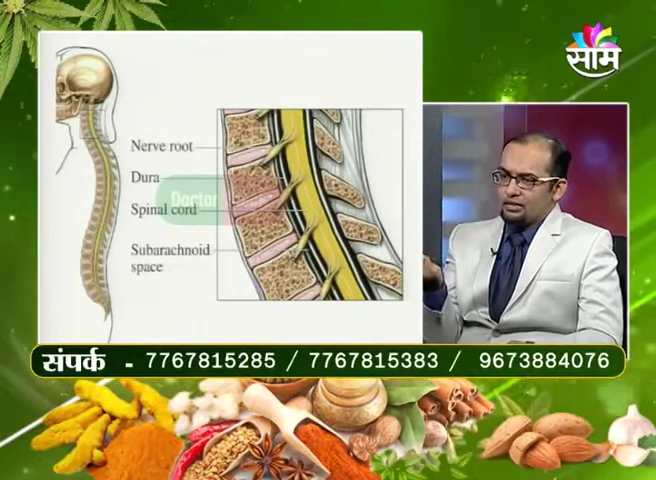 साम
Nerve root
Dura
Doctor
Spinal cord
Subarachnoid
space
संपर्क - 7767815285 / 7767815383 / 9673884076